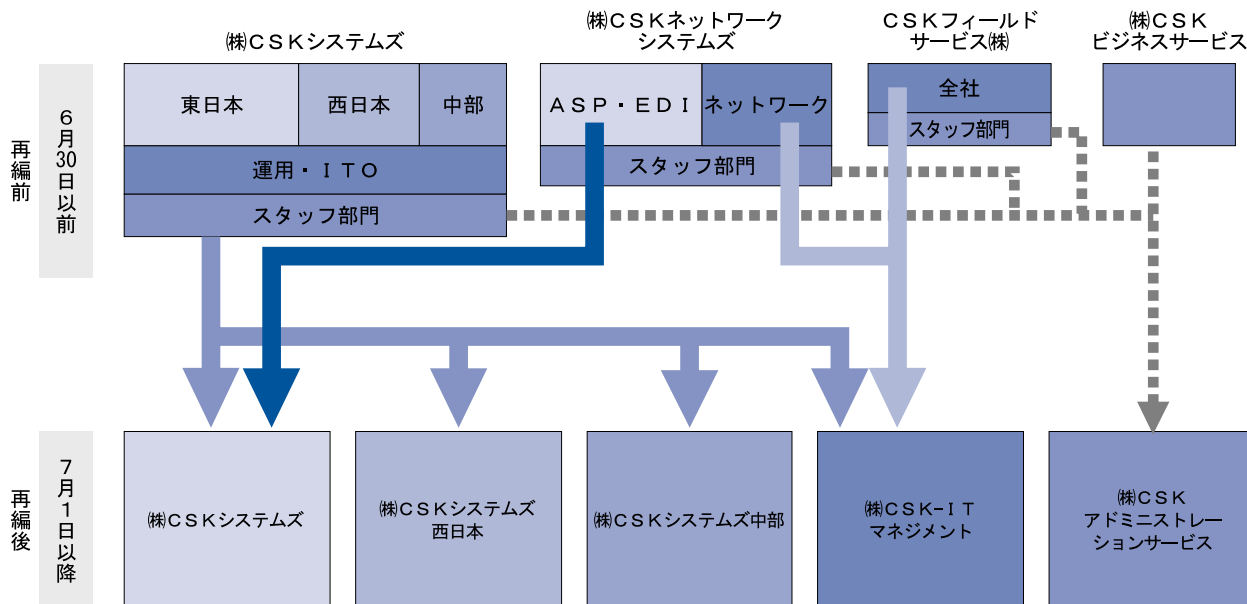 ㈱CSKシステムズ
㈱CSKネットワーク
システムズ
CSKフィールド
サービス㈱
㈱CSK
ビジネスサービス
再編前
6月30日以前
東日本
西日本
中部
運用・ITO
スタッフ部門
ASP・EDI
ネットワーク
スタッフ部門
全社
スタッフ部門
再編後
7月1日以降
㈱CSKシステムズ
㈱CSKシステムズ
西日本
㈱CSKシステムズ中部
㈱CSK-IT
マネジメント
㈱CSK
アドミニストレー
ションサービス